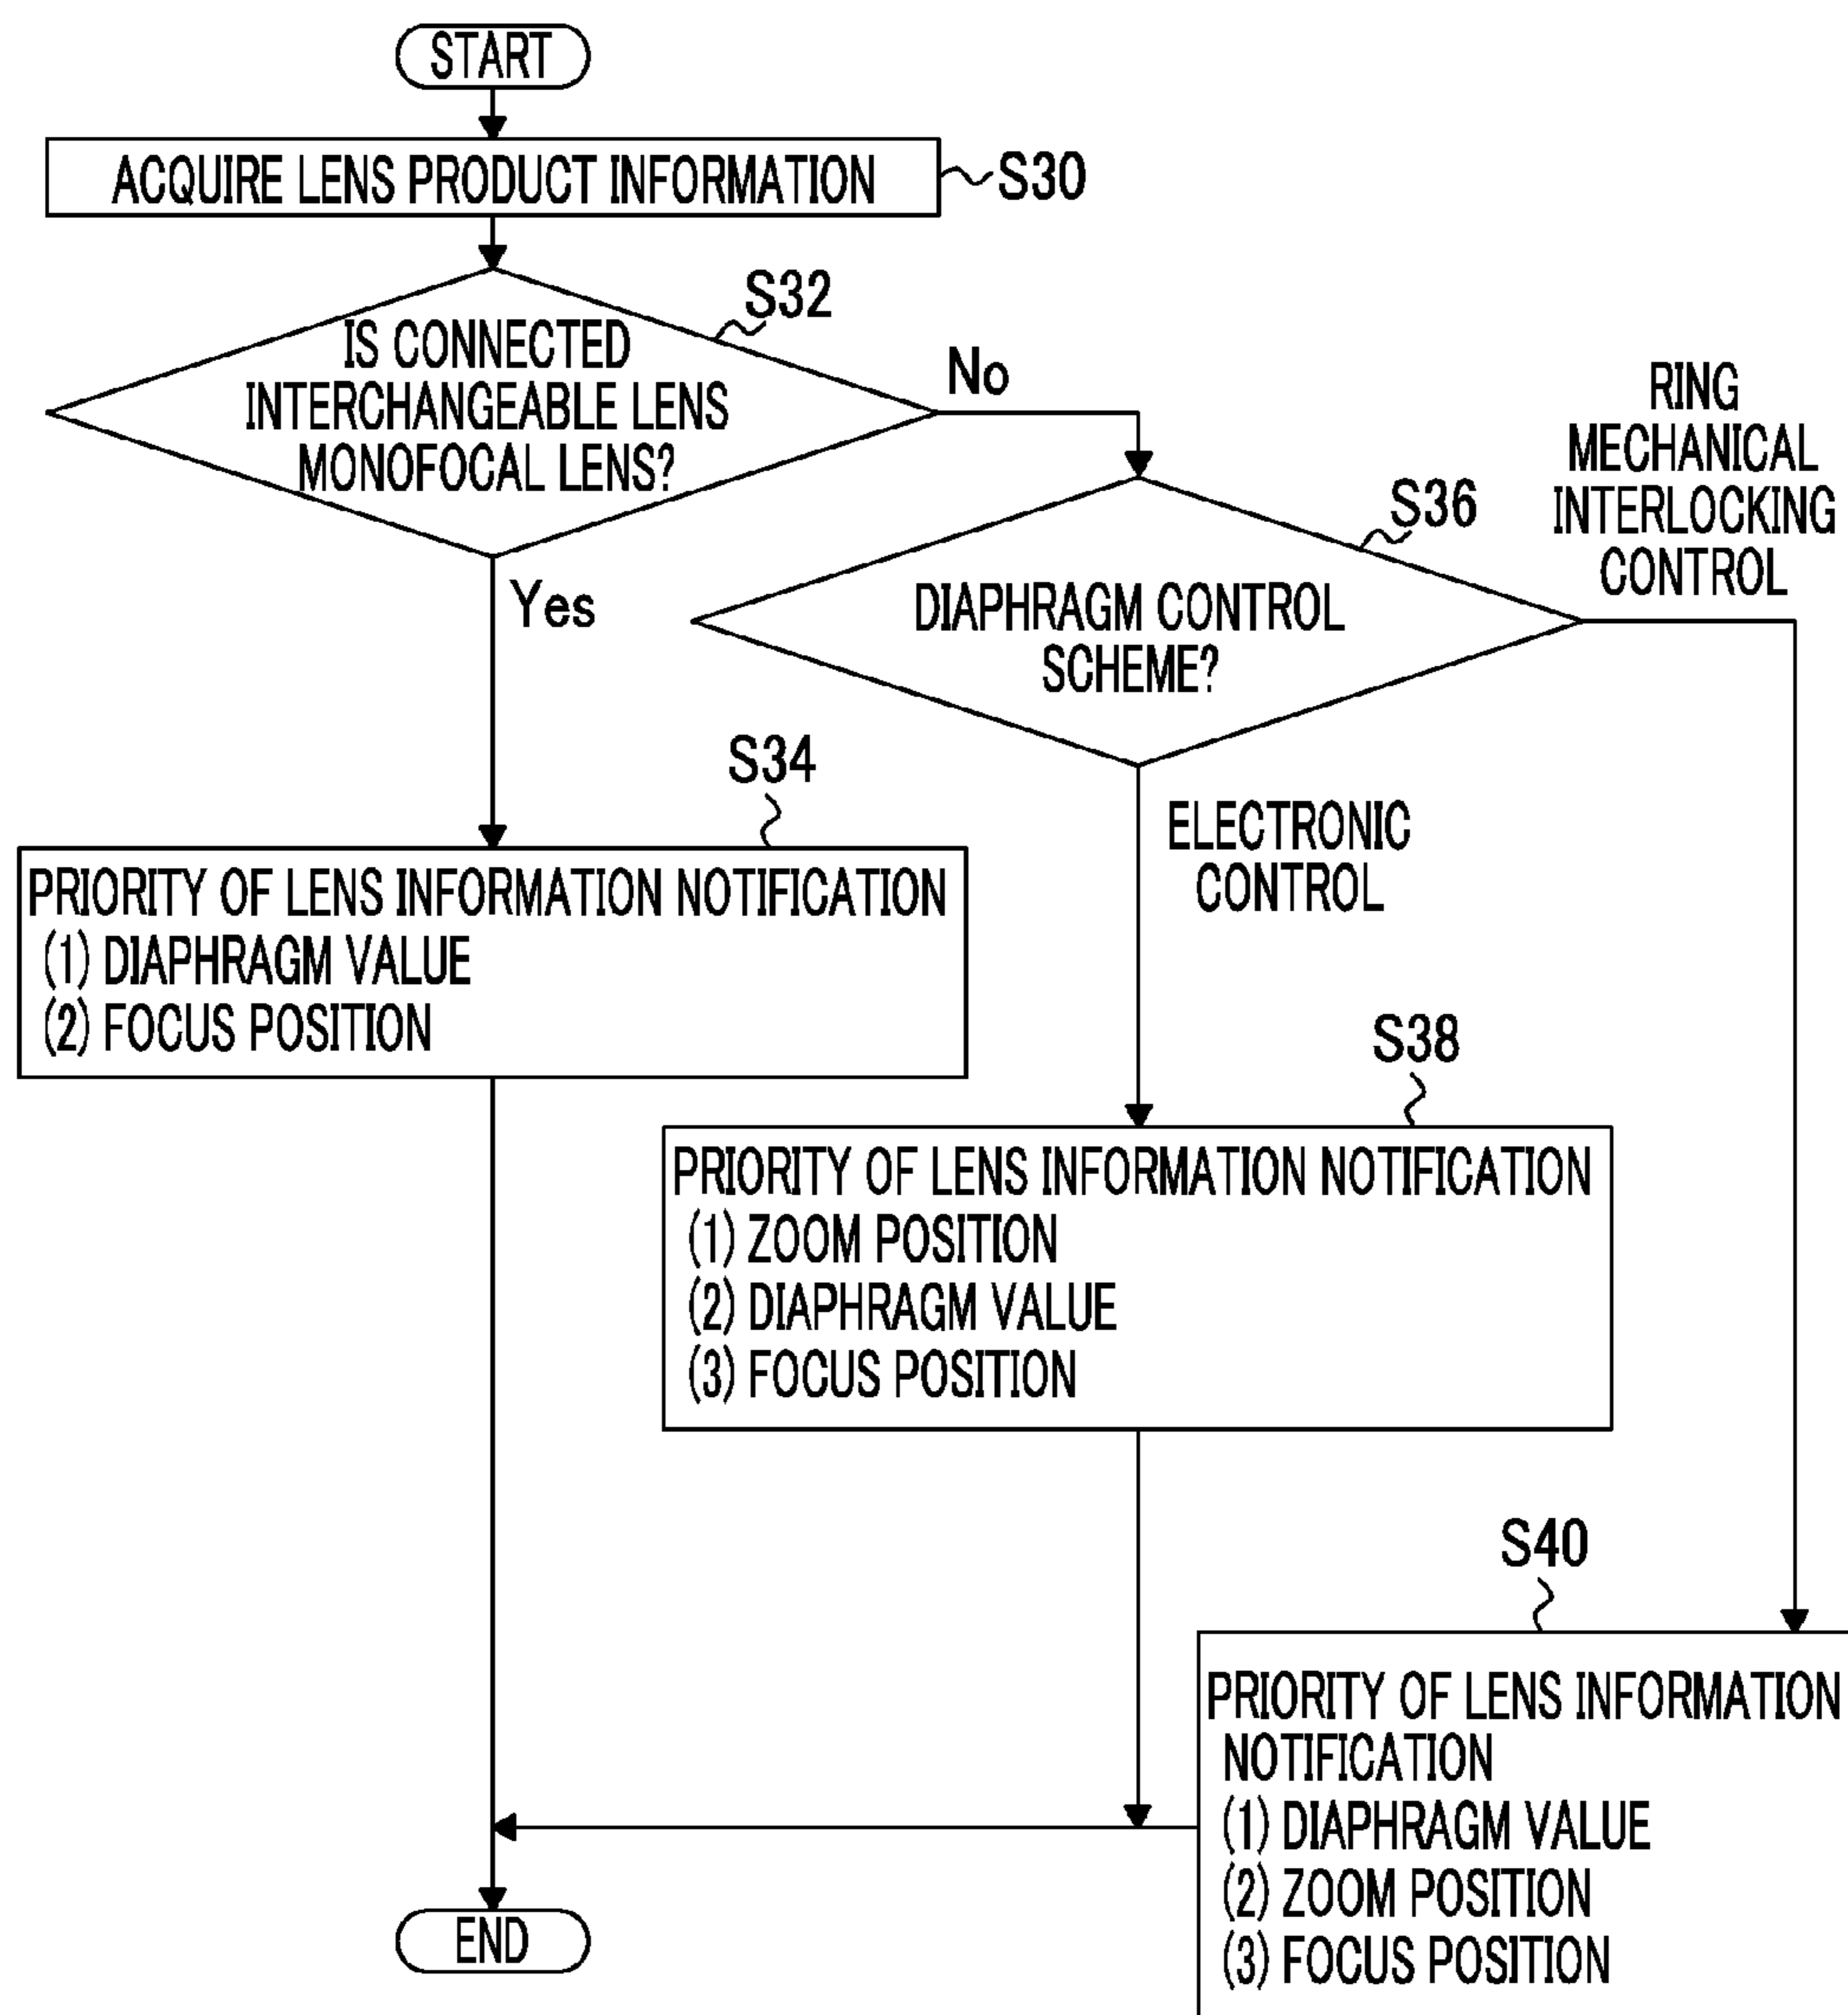 START
ACQUIRE LENS PRODUCT INFORMATION
S30
S32
IS CONNECTED
INTERCHANGEABLE LENS
MONOFOCAL LENS?
No
Yes
S36
DIAPHRAGM CONTROL
SCHEME?
RING
MECHANICAL
INTERLOCKING
CONTROL
ELECTRONIC
CONTROL
S34
PRIORITY OF LENS INFORMATION NOTIFICATION
(1) DIAPHRAGM VALUE
(2) FOCUS POSITION
S38
PRIORITY OF LENS INFORMATION NOTIFICATION
(1) ZOOM POSITION
(2) DIAPHRAGM VALUE
(3) FOCUS POSITION
S40
PRIORITY OF LENS INFORMATION
NOTIFICATION
(1) DIAPHRAGM VALUE
(2) ZOOM POSITION
(3) FOCUS POSITION
END